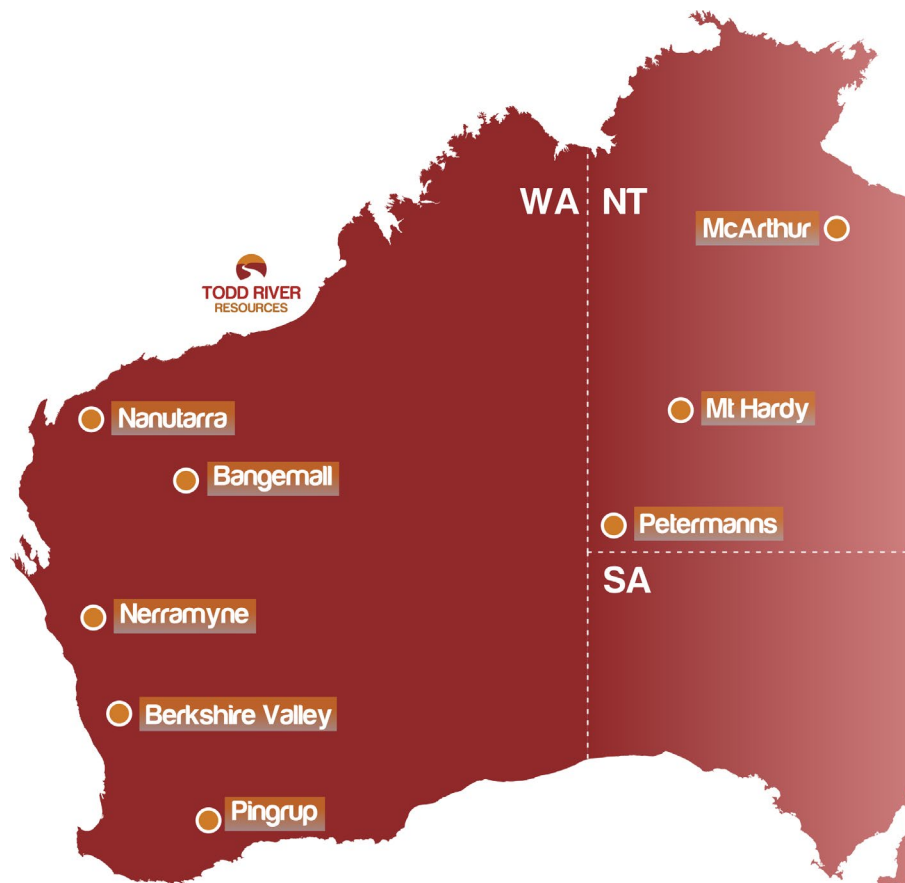 WA
NT
McArthur
TODD RIVER
RESOURCES
Nanutarra
Mt Hardy
Bangemall
Petermanns
SA
Nerramyne
Berkshire Valley
Pingrup